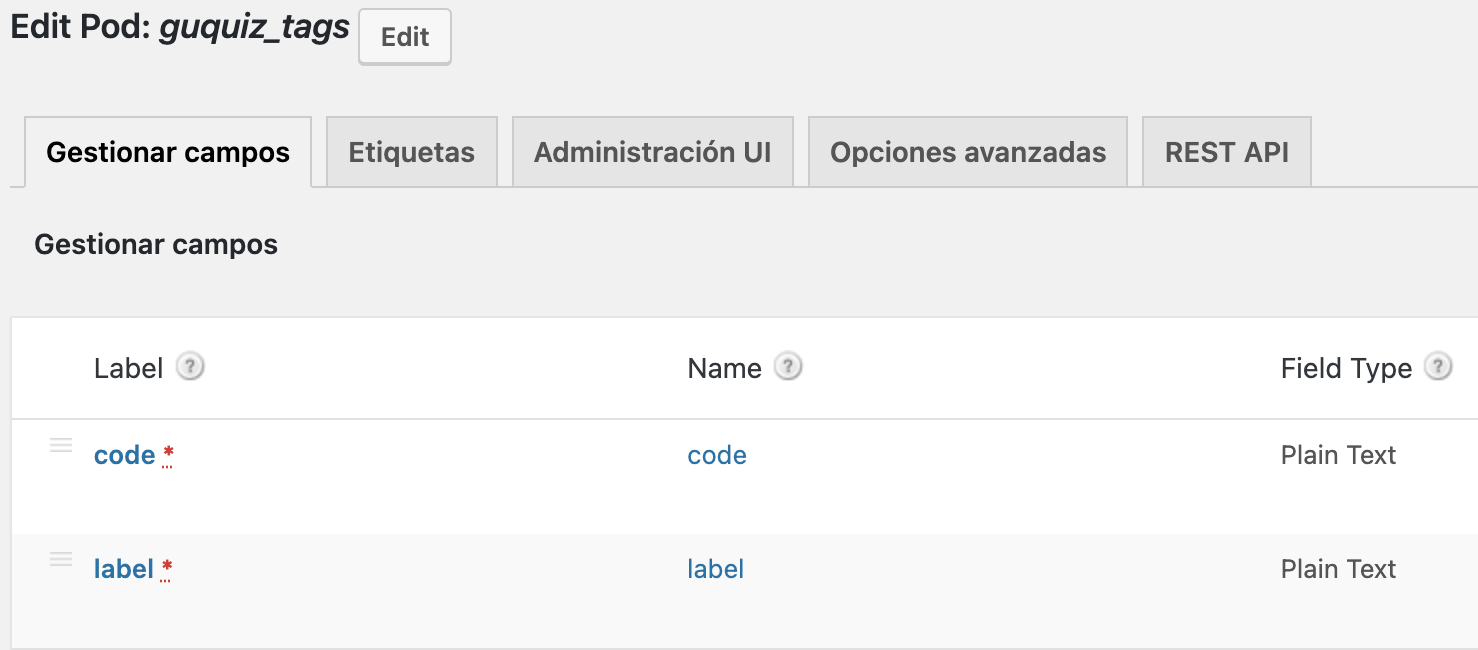 Edit Pod: guquiz_tags Edit
Gestionar campos Etiquetas Administración UI Opciones avanzadas REST API
Gestionar campos
Label ? Name ? Field Type ?
code * code Plain Text
label * label Plain Text